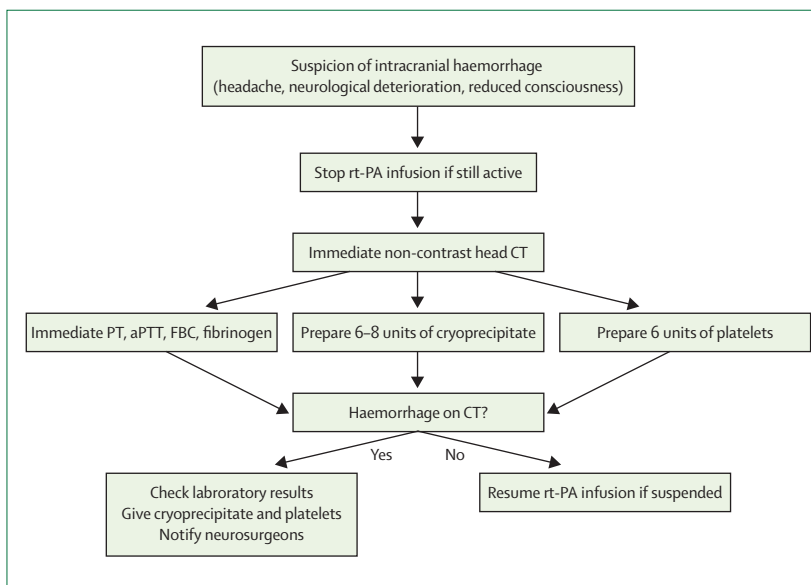 Suspicion of intracranial haemorrhage
(headache, neurological deterioration, reduced consciousness)
Stop rt-PA infusion if still active
Immediate non-contrast head CT
Immediate PT, aPTT, FBC, fibrinogen
Prepare 6–8 units of cryoprecipitate
Prepare 6 units of platelets
Haemorrhage on CT?
Yes
No
Check labroratory results
Give cryoprecipitate and platelets
Notify neurosurgeons
Resume rt-PA infusion if suspended